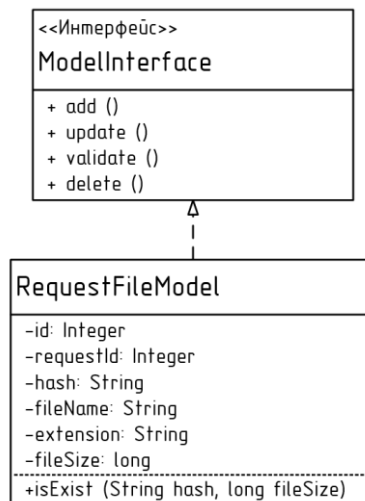 <<Интерфейс>>
ModelInterface
+ add ()
+ update ()
+ validate ()
+ delete ()
RequestFileModel
-id: Integer
-requestId: Integer
-hash: String
-fileName: String
-extension: String
-fileSize: long
+isExist (String hash, long fileSize)